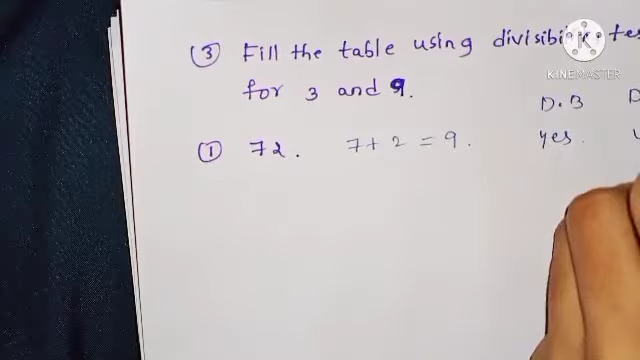 (3) Fill the table using divisibi
for 3 and 9.
D.B
(1) 72. 7+2=9. yes.
KINEMASTER